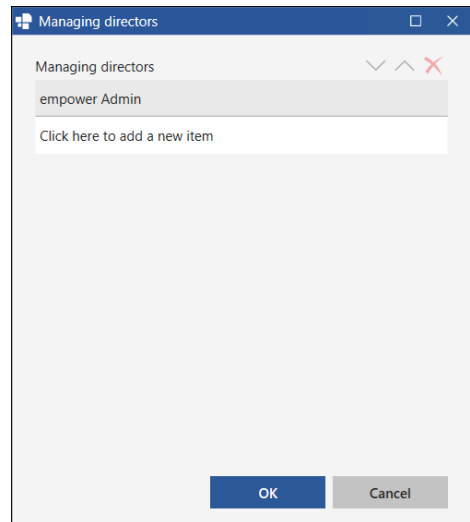 Managing directors
Managing directors
empower Admin
Click here to add a new item
OK Cancel